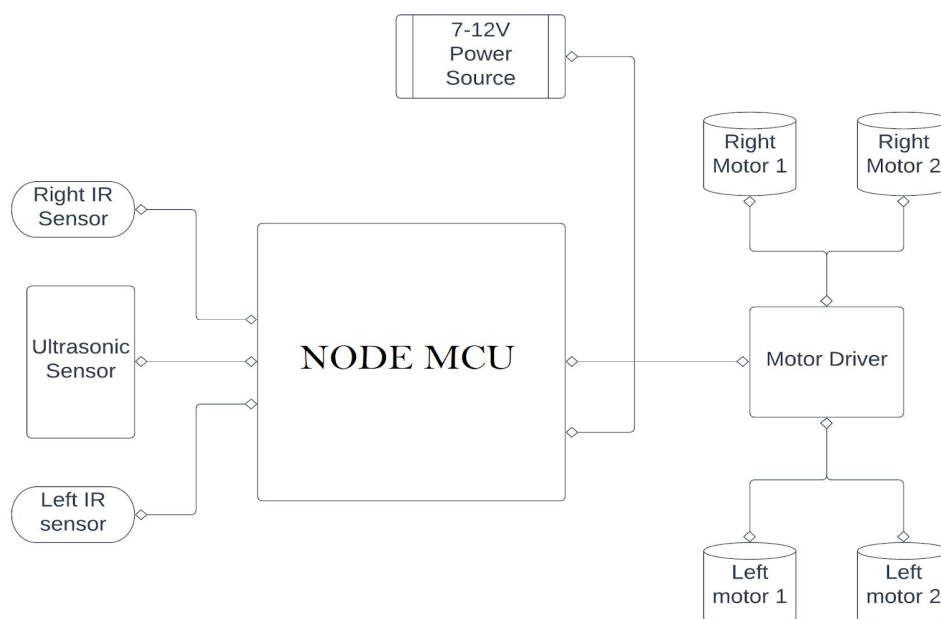 7-12V
Power
Source
Right
Motor 1
Right
Motor 2
Right IR
Sensor
Ultrasonic
Sensor
NODE MCU
Motor Driver
Left IR
sensor
Left
motor 1
Left
motor 2